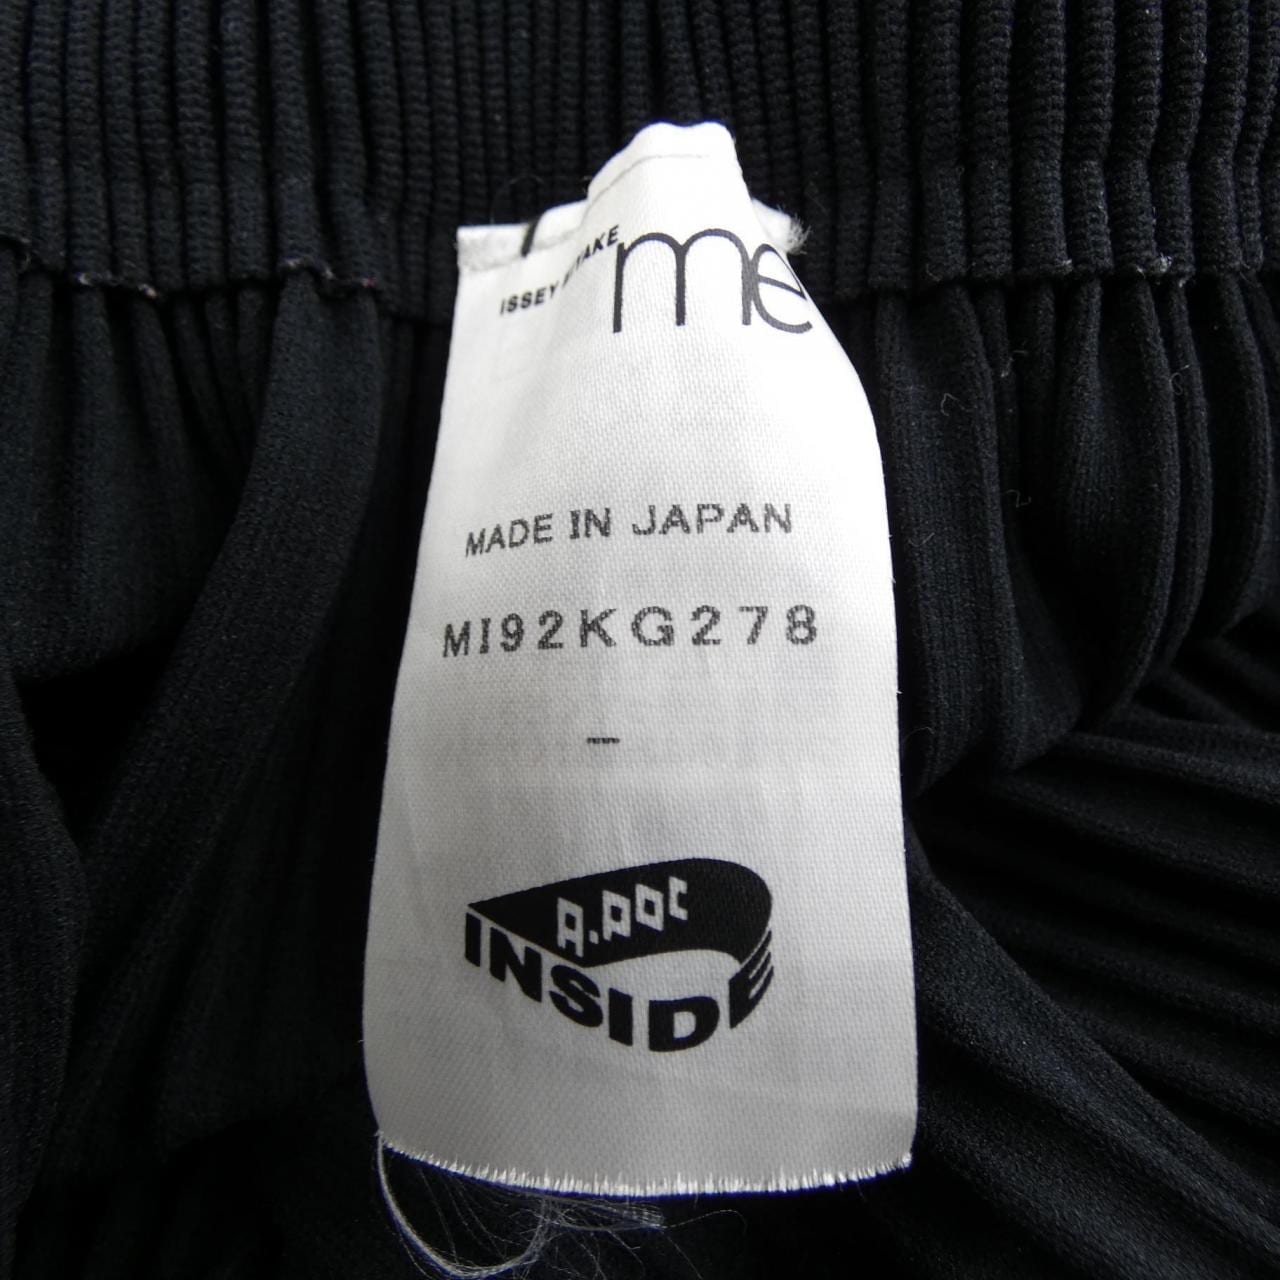 ISSEY MIYAKE
me
MADE IN JAPAN
MI92KG278
-
A.POC
INSIDE